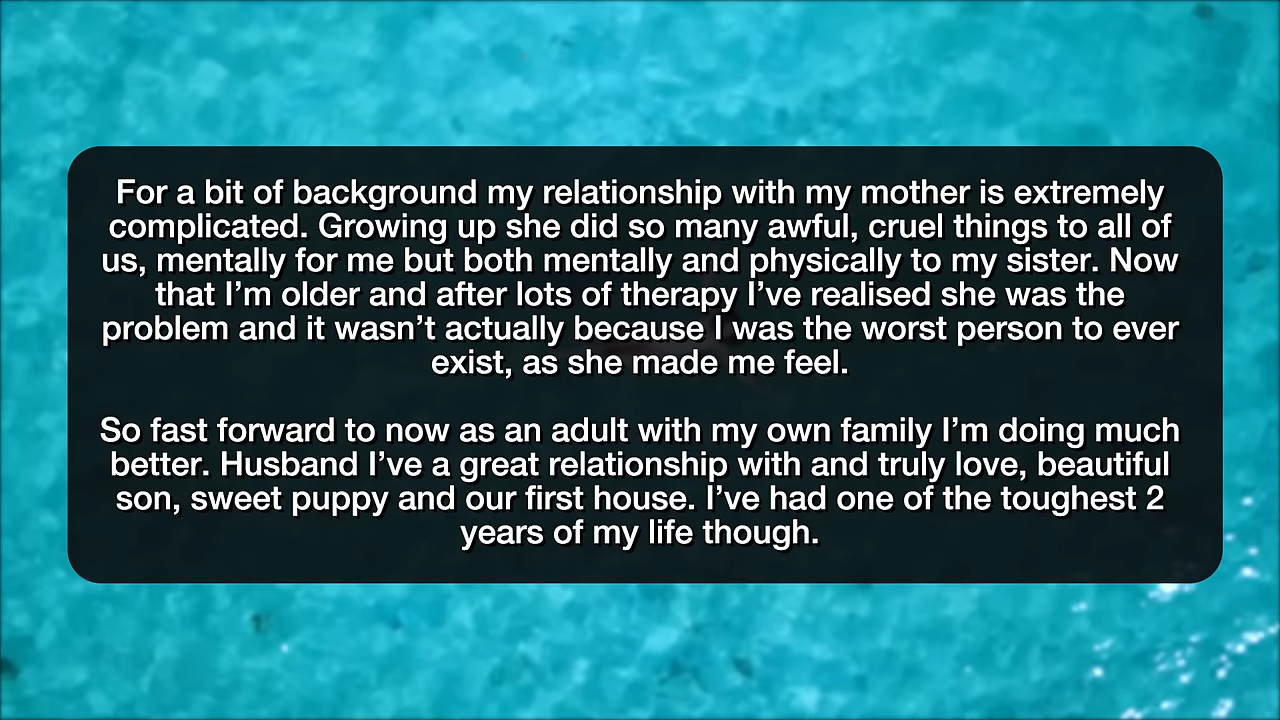 For a bit of background my relationship with my mother is extremely
complicated. Growing up she did so many awful, cruel things to all of
us, mentally for me but both mentally and physically to my sister. Now
that I’m older and after lots of therapy I’ve realised she was the
problem and it wasn’t actually because I was the worst person to ever
exist, as she made me feel.
So fast forward to now as an adult with my own family I’m doing much
better. Husband I’ve a great relationship with and truly love, beautiful
son, sweet puppy and our first house. I’ve had one of the toughest 2
years of my life though.